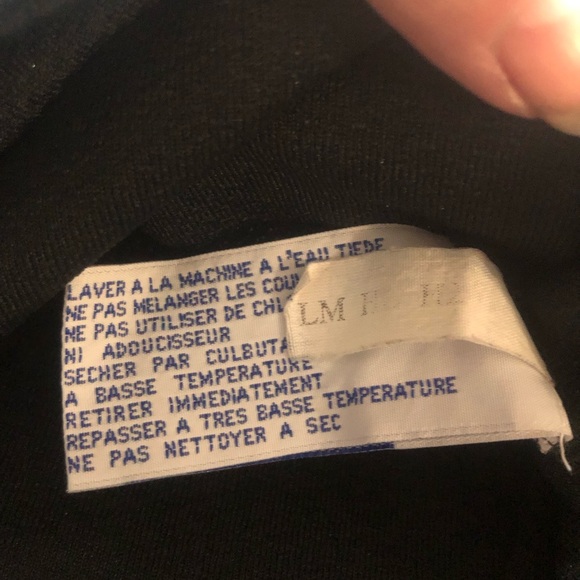 LAVER A LA MACHINE A L'EAU TIEDE
NE PAS MELANGER LES
NE PAS UTILISER DE
NI ADOUCISSEUR
SECHER PAR
A BASSE TEMPERATURE
RETIRER IMMEDIATEMENT
REPASSER A TRES BASSE TEMPERATURE
NE PAS NETTOYER A SEC
LM